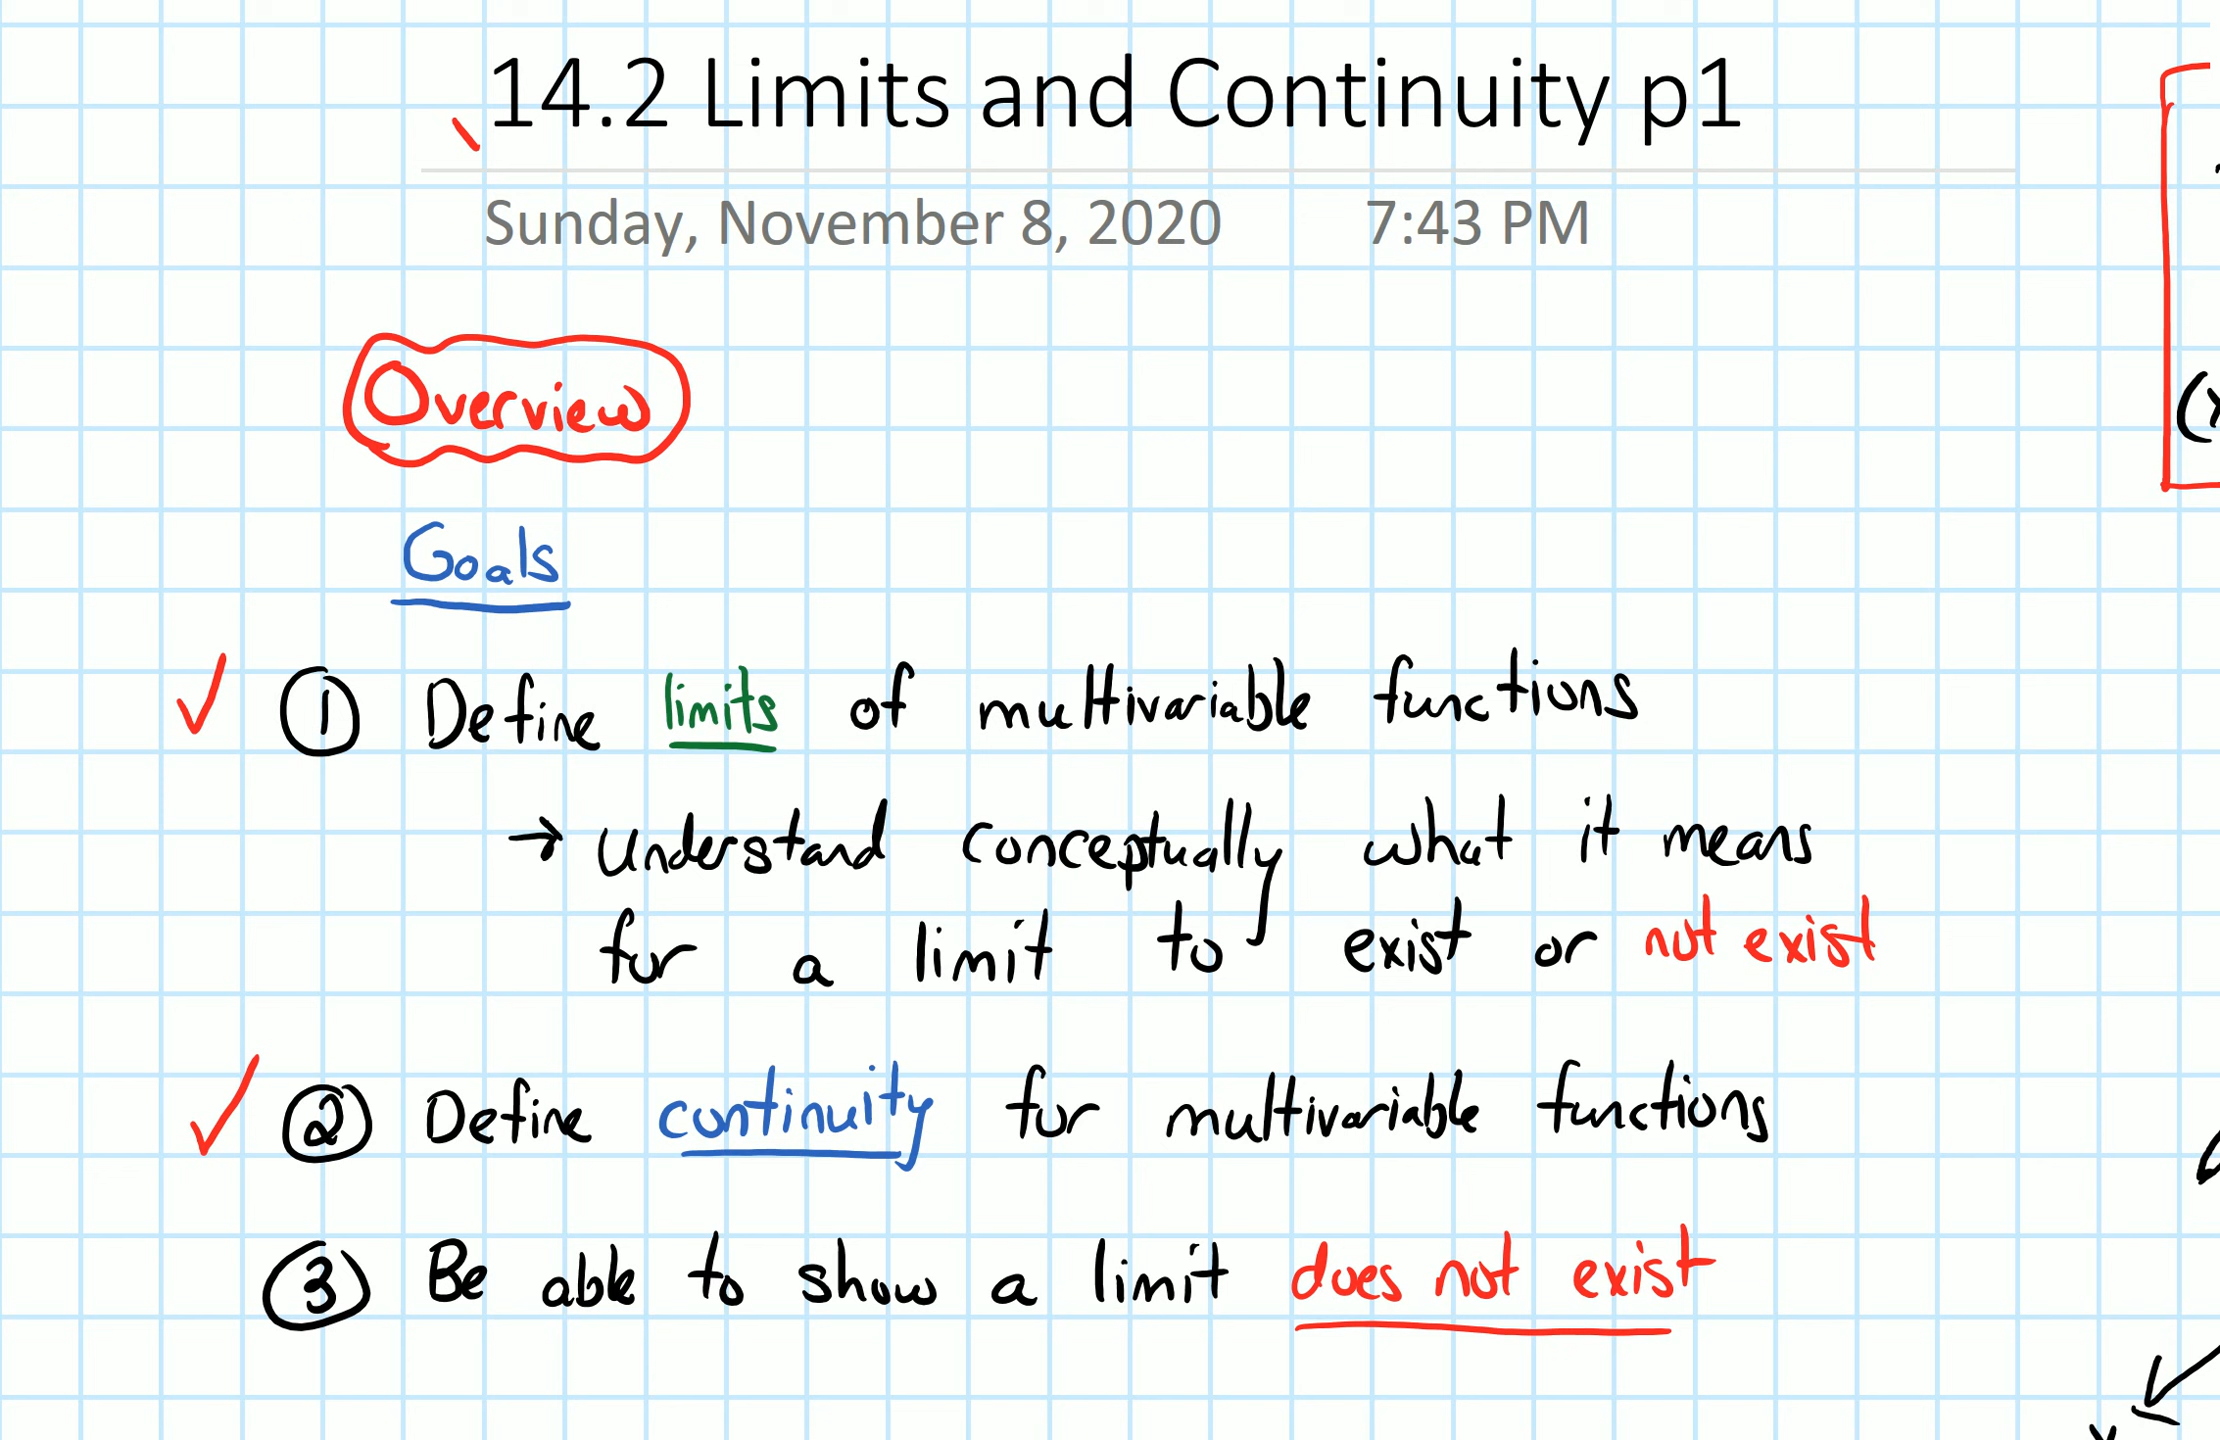 14.2 Limits and Continuity p1
Sunday, November 8, 2020 7:43 PM
Overview
Goals
① Define limits of multivariable functions
→ understand conceptually what it means
for a limit to exist or not exist
② Define continuity for multivariable functions
③ Be able to show a limit does not exist